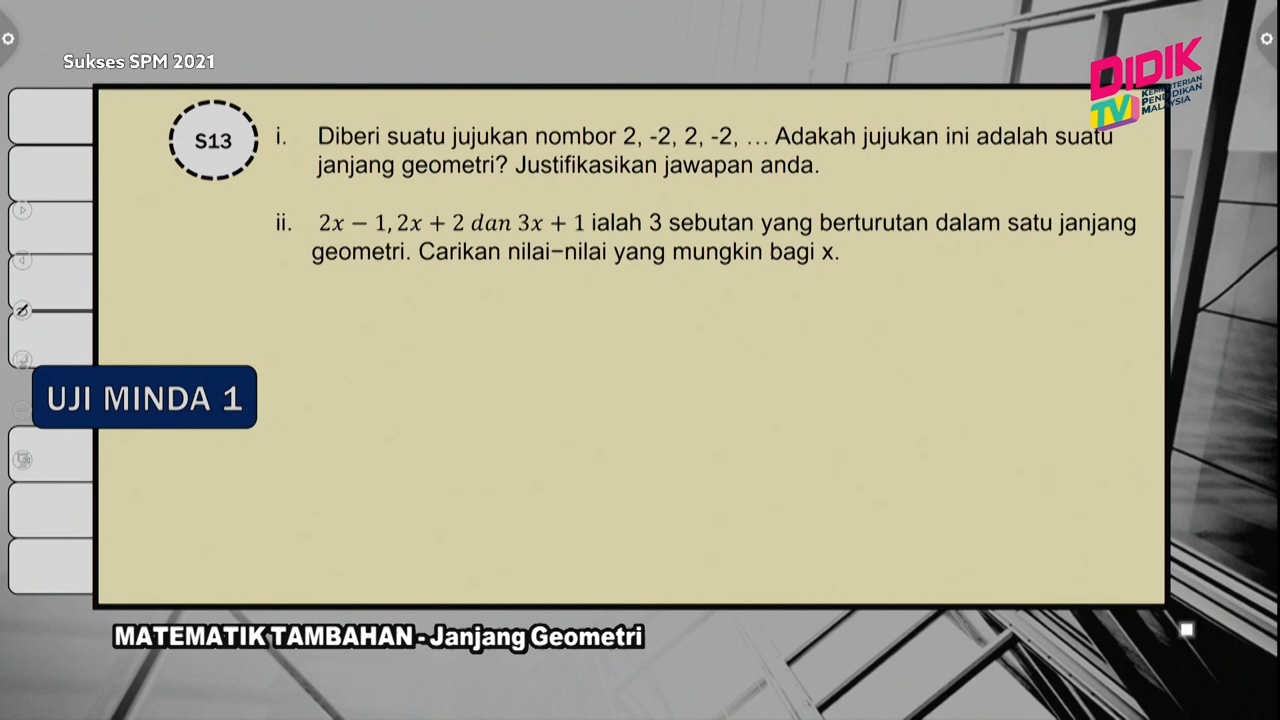 Sukses SPM 2021
DIDIK
TV
KEMENTERIAN
PENDIDIKAN
MALAYSIA
S13
i. Diberi suatu jujukan nombor 2, -2, 2, -2, … Adakah jujukan ini adalah suatu
janjang geometri? Justifikasikan jawapan anda.
ii. 2x − 1, 2x + 2 dan 3x + 1 ialah 3 sebutan yang berturutan dalam satu janjang
geometri. Carikan nilai−nilai yang mungkin bagi x.
UJI MINDA 1
MATEMATIK TAMBAHAN - Janjang Geometri